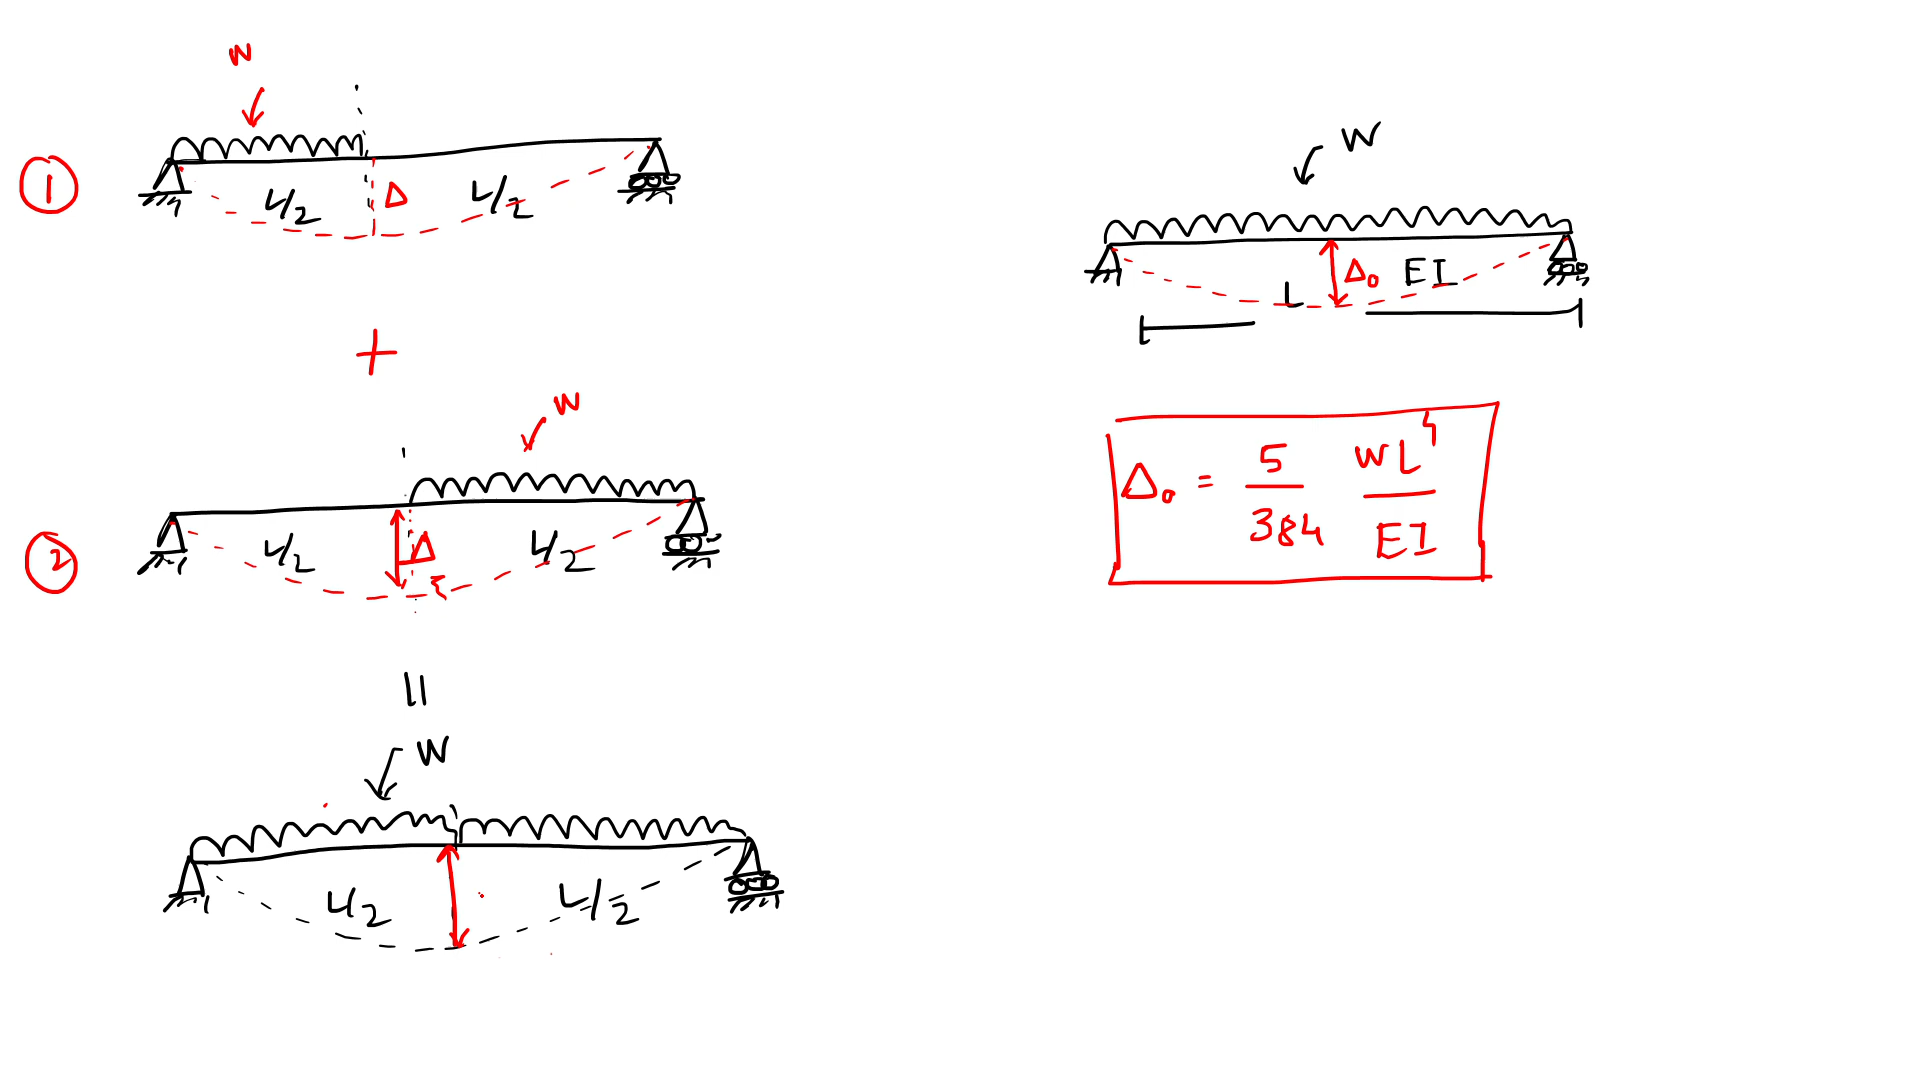 w
1
L/2 Δ L/2
+
w
2
L/2 Δ L/2
=
w
L/2 L/2
w
Δ₀ EI
L
Δ₀ = 5/384 wL⁴/EI